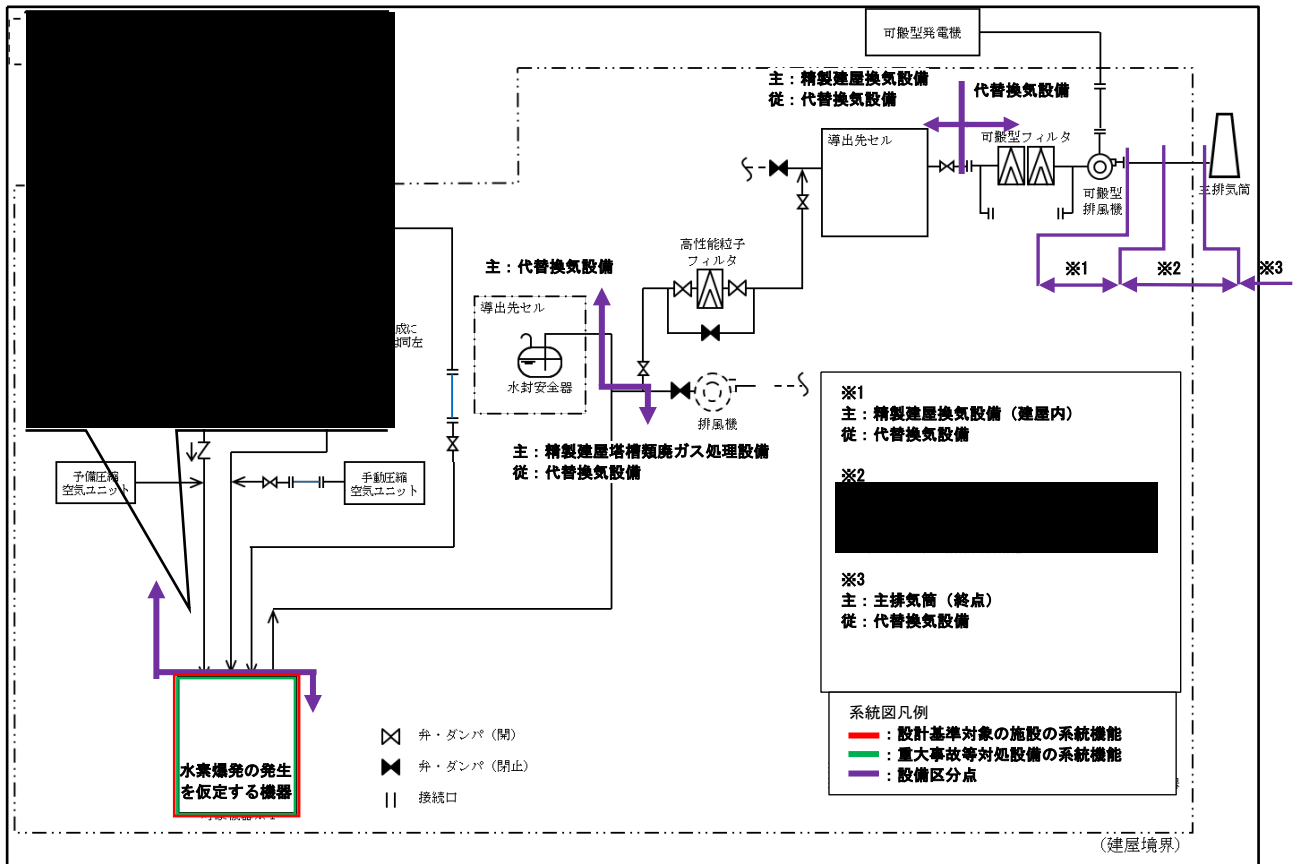 可搬型発電機
主：精製建屋換気設備
従：代替換気設備
代替換気設備
導出先セル
可搬型フィルタ
可搬型
排風機
主排気筒
高性能粒子
フィルタ
主：代替換気設備
導出先セル
水封安全器
排風機
※1
※2
※3
成に
同左
主：精製建屋塔槽類廃ガス処理設備
従：代替換気設備
予備圧縮
空気ユニット
手動圧縮
空気ユニット
※1
主：精製建屋換気設備（建屋内）
従：代替換気設備
※2
※3
主：主排気筒（終点）
従：代替換気設備
系統図凡例
：設計基準対象の施設の系統機能
：重大事故等対処設備の系統機能
：設備区分点
水素爆発の発生
を仮定する機器
弁・ダンパ（開）
弁・ダンパ（閉止）
接続口
（建屋境界）